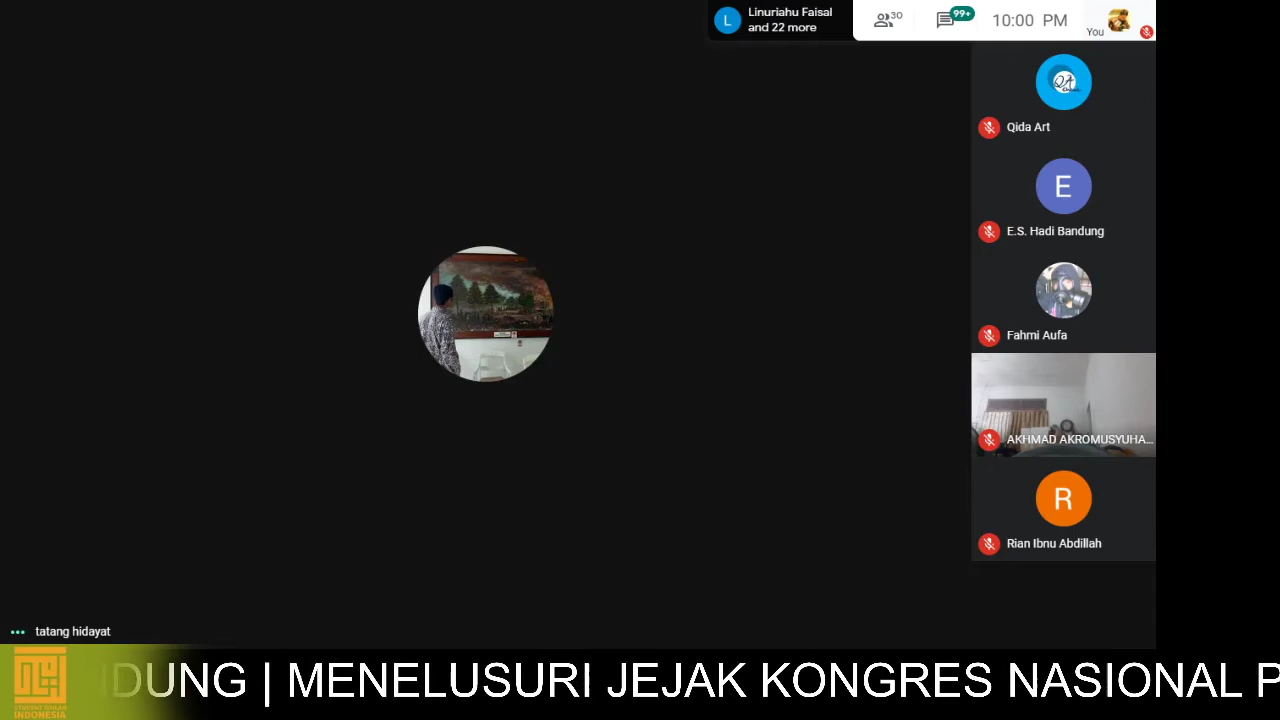 L
Linuriahu Faisal
and 22 more
30
99+
10:00 PM
You
Qida Art
E
E.S. Hadi Bandung
Fahmi Aufa
AKHMAD AKROMUSYUHA...
R
Rian Ibnu Abdillah
tatang hidayat
INDONESIA
DUNG | MENELUSURI JEJAK KONGRES NASIONAL P